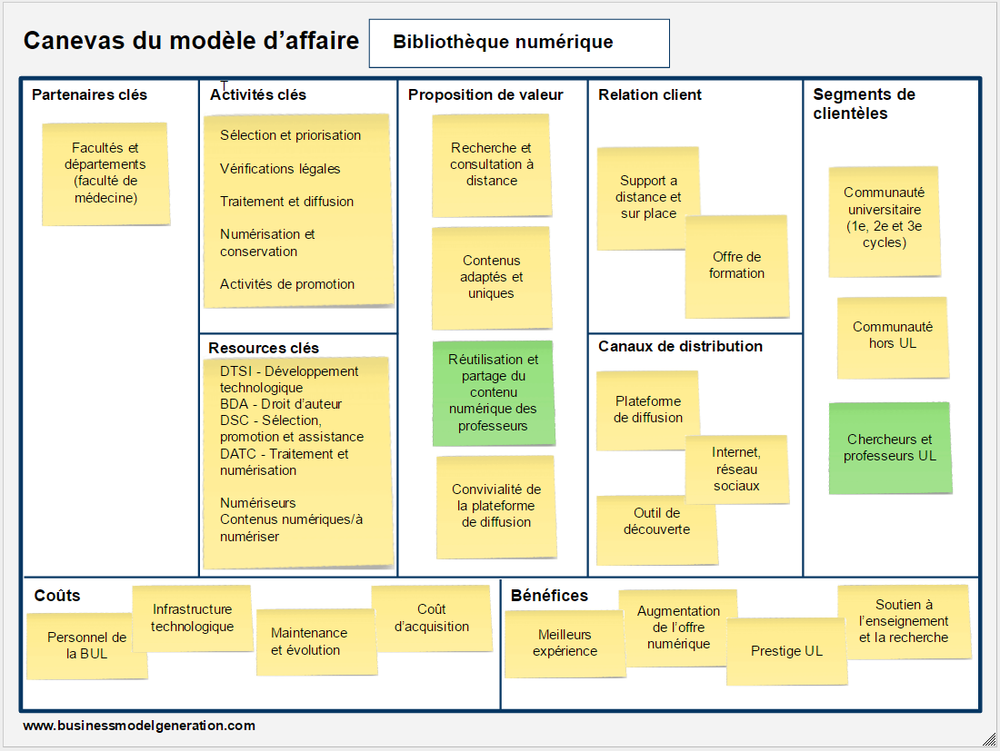 Canevas du modèle d’affaire
Bibliothèque numérique
Partenaires clés
Facultés et
départements
(faculté de
médecine)
Activités clés
Sélection et priorisation
Vérifications légales
Traitement et diffusion
Numérisation et
conservation
Activités de promotion
Resources clés
DTSI - Développement
technologique
BDA - Droit d’auteur
DSC - Sélection,
promotion et assistance
DATC - Traitement et
numérisation
Numériseurs
Contenus numériques/à
numériser
Proposition de valeur
Recherche et
consultation à
distance
Contenus
adaptés et
uniques
Réutilisation et
partage du
contenu
numérique des
professeurs
Convivialité de
la plateforme
de diffusion
Relation client
Support a
distance et
sur place
Offre de
formation
Canaux de distribution
Plateforme
de diffusion
Internet,
réseau
sociaux
Outil de
découverte
Segments de
clientèles
Communauté
universitaire
(1e, 2e et 3e
cycles)
Communauté
hors UL
Chercheurs et
professeurs UL
Coûts
Personnel de
la BUL
Infrastructure
technologique
Maintenance
et évolution
Coût
d’acquisition
Bénéfices
Meilleurs
expérience
Augmentation
de l’offre
numérique
Prestige UL
Soutien à
l’enseignement
et la recherche
www.businessmodelgeneration.com